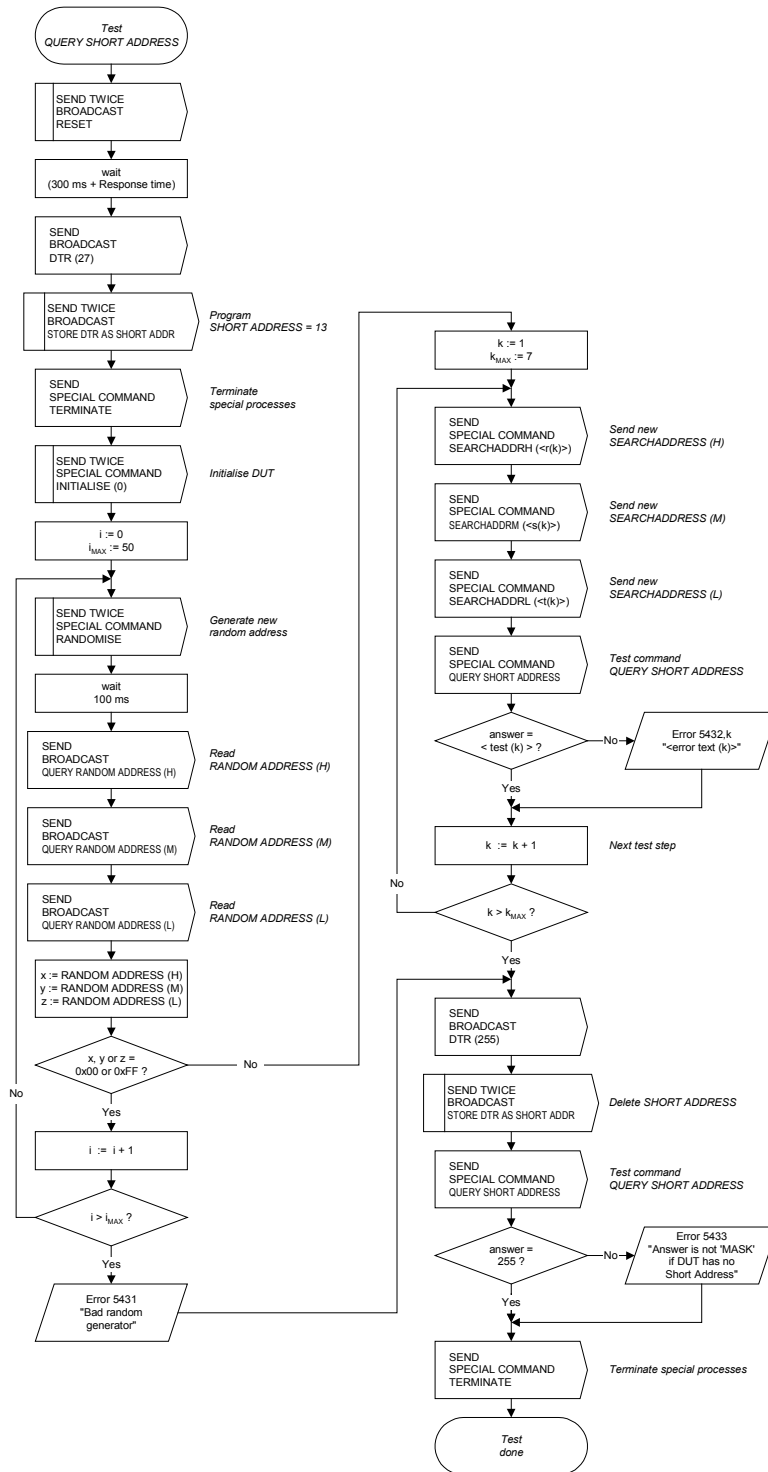 Test
QUERY SHORT ADDRESS
SEND TWICE
BROADCAST
RESET
wait
(300 ms + Response time)
SEND
BROADCAST
DTR (27)
SEND TWICE
BROADCAST
STORE DTR AS SHORT ADDR
Program
SHORT ADDRESS = 13
SEND
SPECIAL COMMAND
TERMINATE
Terminate
special processes
SEND TWICE
SPECIAL COMMAND
INITIALISE (0)
Initialise DUT
i := 0
iMAX := 50
SEND TWICE
SPECIAL COMMAND
RANDOMISE
Generate new
random address
wait
100 ms
SEND
BROADCAST
QUERY RANDOM ADDRESS (H)
Read
RANDOM ADDRESS (H)
SEND
BROADCAST
QUERY RANDOM ADDRESS (M)
Read
RANDOM ADDRESS (M)
SEND
BROADCAST
QUERY RANDOM ADDRESS (L)
Read
RANDOM ADDRESS (L)
x := RANDOM ADDRESS (H)
y := RANDOM ADDRESS (M)
z := RANDOM ADDRESS (L)
x, y or z =
0x00 or 0xFF ?
No
No
Yes
i := i + 1
i > iMAX ?
Yes
Error 5431
"Bad random
generator"
k := 1
kMAX := 7
SEND
SPECIAL COMMAND
SEARCHADDRH (<r(k)>)
Send new
SEARCHADDRESS (H)
SEND
SPECIAL COMMAND
SEARCHADDRM (<s(k)>)
Send new
SEARCHADDRESS (M)
SEND
SPECIAL COMMAND
SEARCHADDRL (<t(k)>)
Send new
SEARCHADDRESS (L)
SEND
SPECIAL COMMAND
QUERY SHORT ADDRESS
Test command
QUERY SHORT ADDRESS
answer =
< test (k) > ?
No
Error 5432,k
"<error text (k)>"
Yes
k := k + 1
Next test step
No
k > kMAX ?
Yes
SEND
BROADCAST
DTR (255)
SEND TWICE
BROADCAST
STORE DTR AS SHORT ADDR
Delete SHORT ADDRESS
SEND
SPECIAL COMMAND
QUERY SHORT ADDRESS
Test command
QUERY SHORT ADDRESS
answer =
255 ?
No
Error 5433
"Answer is not 'MASK'
if DUT has no
Short Address"
Yes
SEND
SPECIAL COMMAND
TERMINATE
Terminate special processes
Test
done